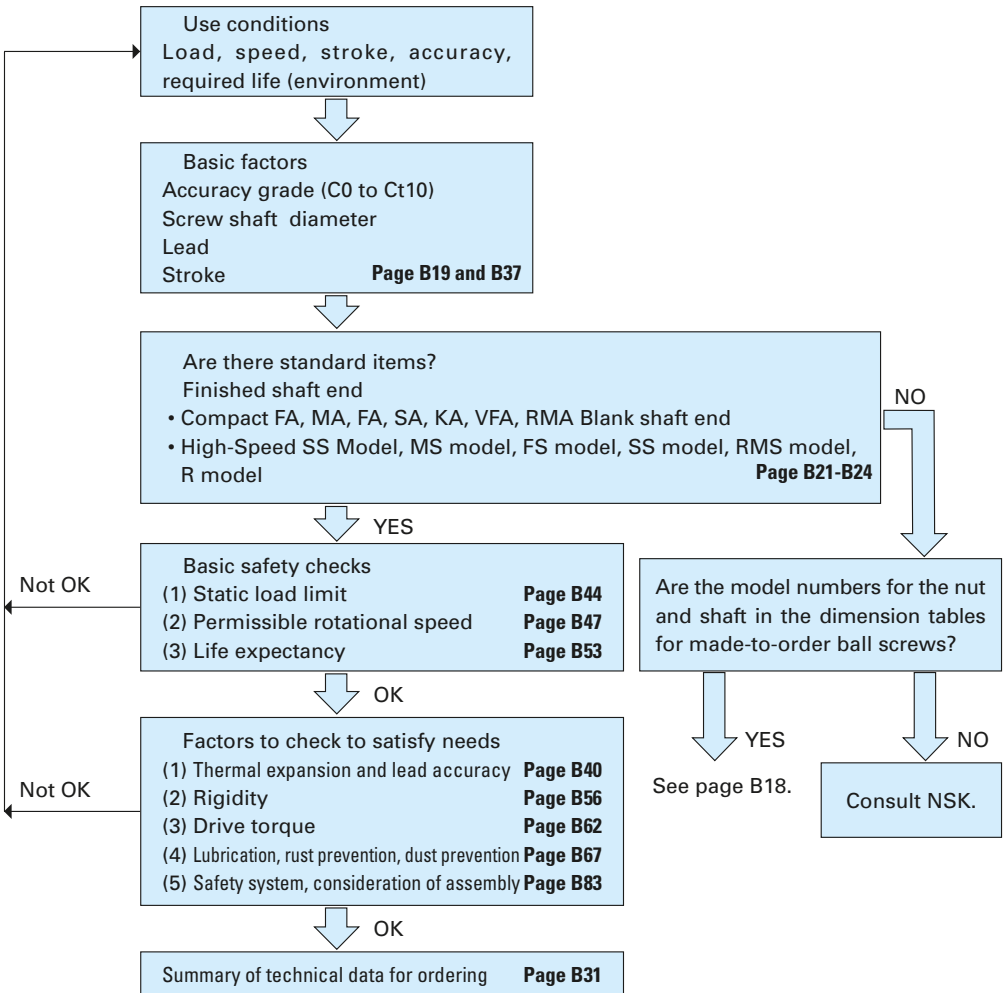 Use conditions
Load, speed, stroke, accuracy,
required life (environment)
Basic factors
Accuracy grade (C0 to Ct10)
Screw shaft diameter
Lead
Stroke Page B19 and B37
Are there standard items?
Finished shaft end
• Compact FA, MA, FA, SA, KA, VFA, RMA Blank shaft end
• High-Speed SS Model, MS model, FS model, SS model, RMS model,
R model Page B21-B24
NO
YES
Basic safety checks
(1) Static load limit Page B44
(2) Permissible rotational speed Page B47
(3) Life expectancy Page B53
Not OK
OK
Are the model numbers for the nut
and shaft in the dimension tables
for made-to-order ball screws?
YES
See page B18.
NO
Consult NSK.
Factors to check to satisfy needs
(1) Thermal expansion and lead accuracy Page B40
(2) Rigidity Page B56
(3) Drive torque Page B62
(4) Lubrication, rust prevention, dust prevention Page B67
(5) Safety system, consideration of assembly Page B83
Not OK
OK
Summary of technical data for ordering Page B31